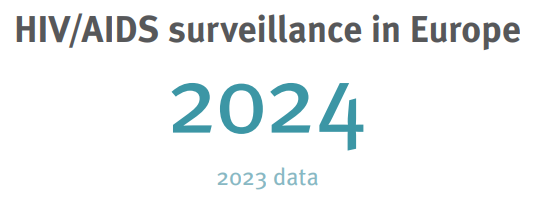 HIV/AIDS surveillance in Europe
2024
2023 data